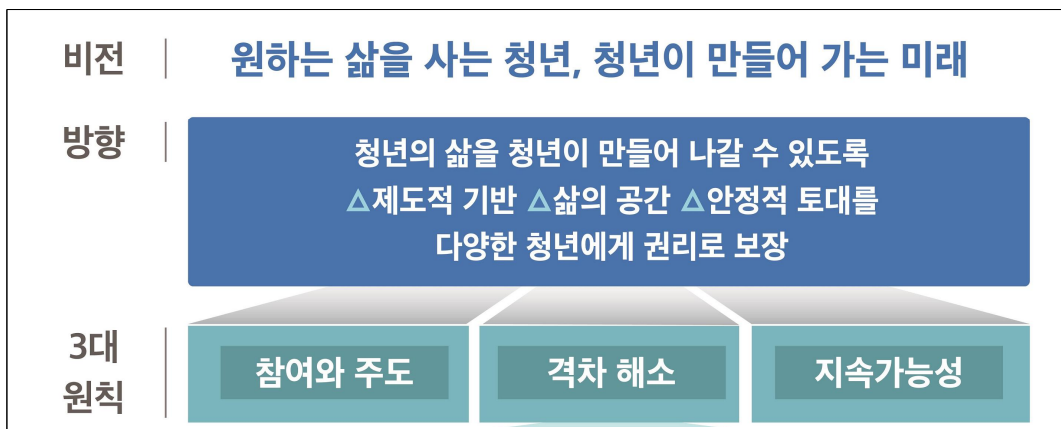 비전
원하는 삶을 사는 청년, 청년이 만들어 가는 미래
방향
청년의 삶을 청년이 만들어 나갈 수 있도록
△제도적 기반 △삶의 공간 △안정적 토대를
다양한 청년에게 권리로 보장
3대
원칙
참여와 주도
격차 해소
지속가능성